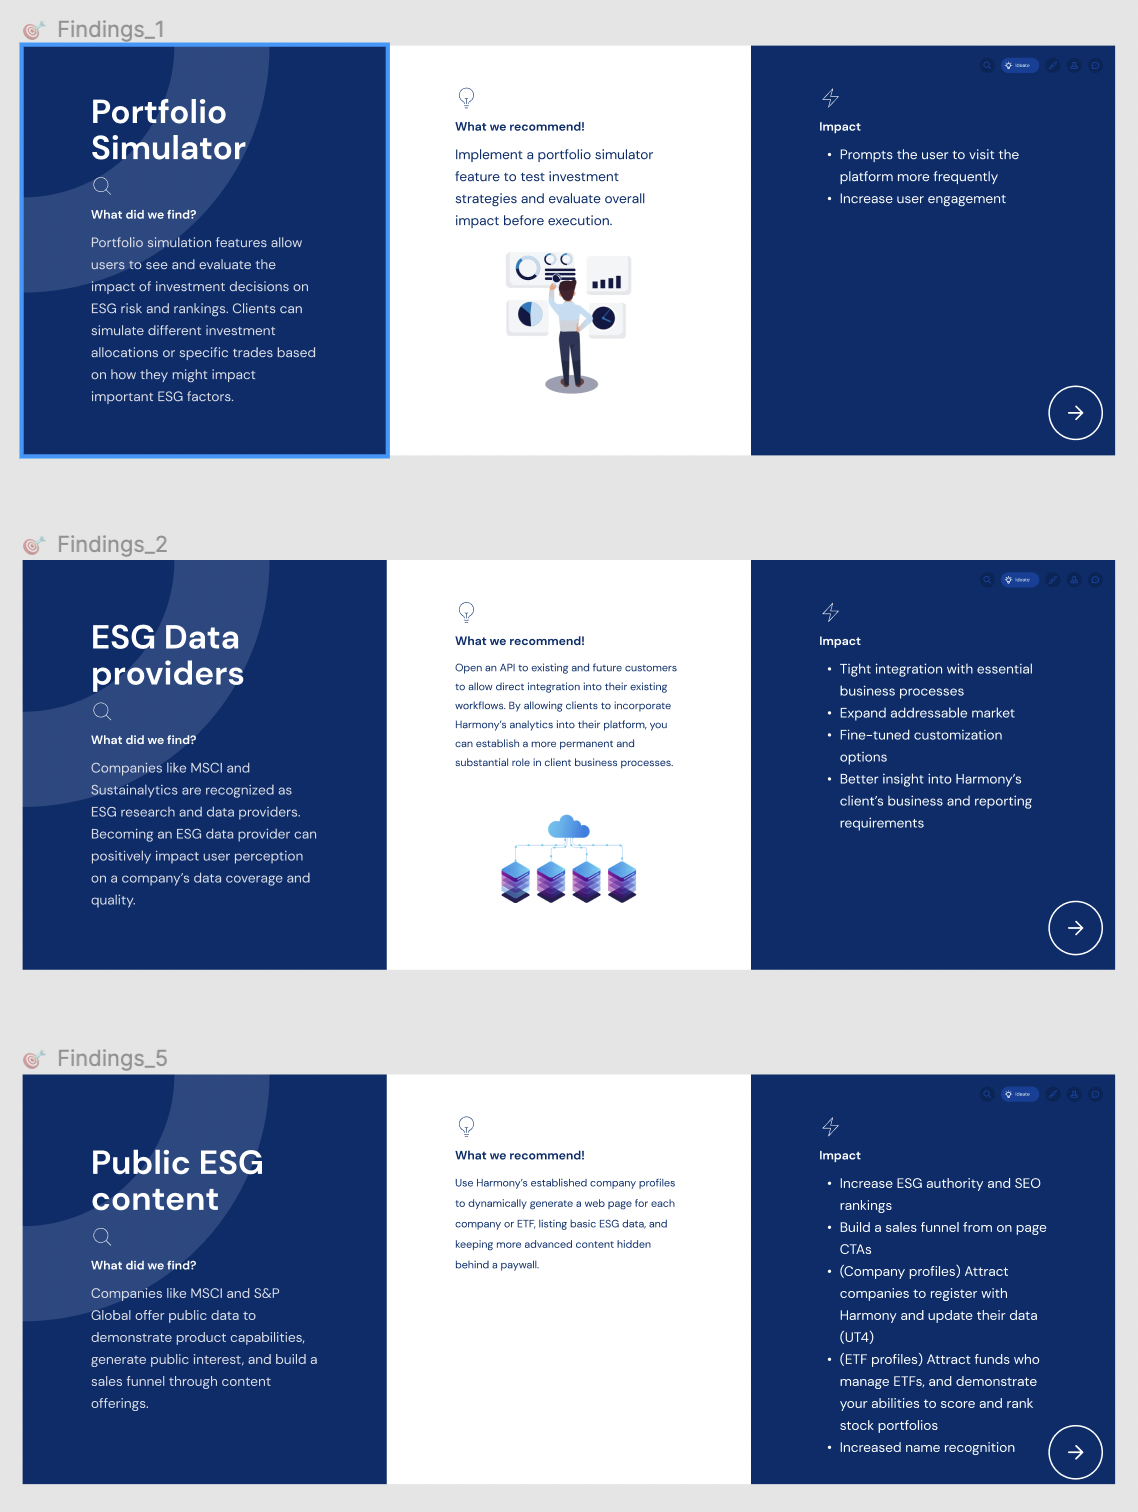 Findings_1
Portfolio
Simulator
What did we find?
Portfolio simulation features allow
users to see and evaluate the
impact of investment decisions on
ESG risk and rankings. Clients can
simulate different investment
allocations or specific trades based
on how they might impact
important ESG factors.
What we recommend!
Implement a portfolio simulator
feature to test investment
strategies and evaluate overall
impact before execution.
Ideate
Impact
• Prompts the user to visit the
platform more frequently
• Increase user engagement
Findings_2
ESG Data
providers
What did we find?
Companies like MSCI and
Sustainalytics are recognized as
ESG research and data providers.
Becoming an ESG data provider can
positively impact user perception
on a company's data coverage and
quality.
What we recommend!
Open an API to existing and future customers
to allow direct integration into their existing
workflows. By allowing clients to incorporate
Harmony's analytics into their platform, you
can establish a more permanent and
substantial role in client business processes.
Ideate
Impact
• Tight integration with essential
business processes
• Expand addressable market
• Fine-tuned customization
options
• Better insight into Harmony's
client's business and reporting
requirements
Findings_5
Public ESG
content
What did we find?
Companies like MSCI and S&P
Global offer public data to
demonstrate product capabilities,
generate public interest, and build a
sales funnel through content
offerings.
What we recommend!
Use Harmony's established company profiles
to dynamically generate a web page for each
company or ETF, listing basic ESG data, and
keeping more advanced content hidden
behind a paywall.
Ideate
Impact
• Increase ESG authority and SEO
rankings
• Build a sales funnel from on page
CTAs
• (Company profiles) Attract
companies to register with
Harmony and update their data
(UT4)
• (ETF profiles) Attract funds who
manage ETFs, and demonstrate
your abilities to score and rank
stock portfolios
• Increased name recognition